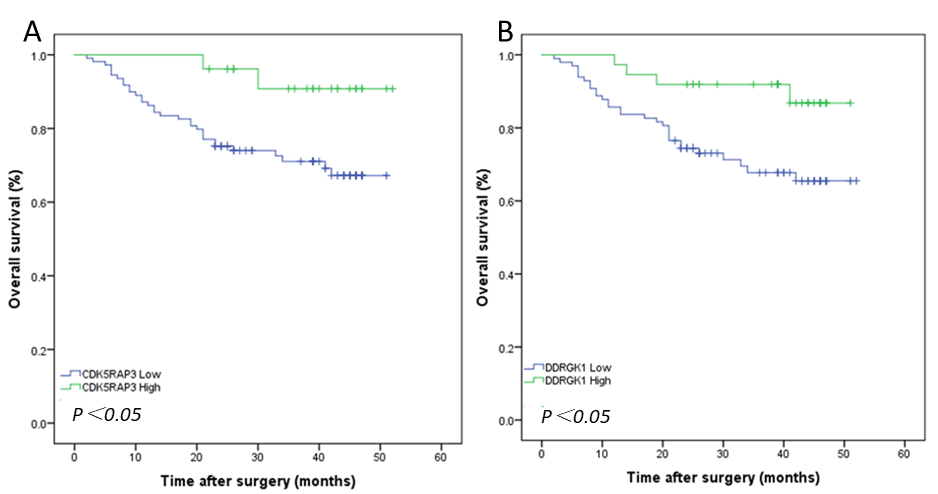 A
Overall survival (%)
1.0
0.8
0.6
0.4
0.2
0.0
CDK5RAP3 Low
CDK5RAP3 High
P＜0.05
0 10 20 30 40 50 60
Time after surgery (months)
B
Overall survival (%)
1.0
0.8
0.6
0.4
0.2
0.0
DDRGK1 Low
DDRGK1 High
P＜0.05
0 10 20 30 40 50 60
Time after surgery (months)